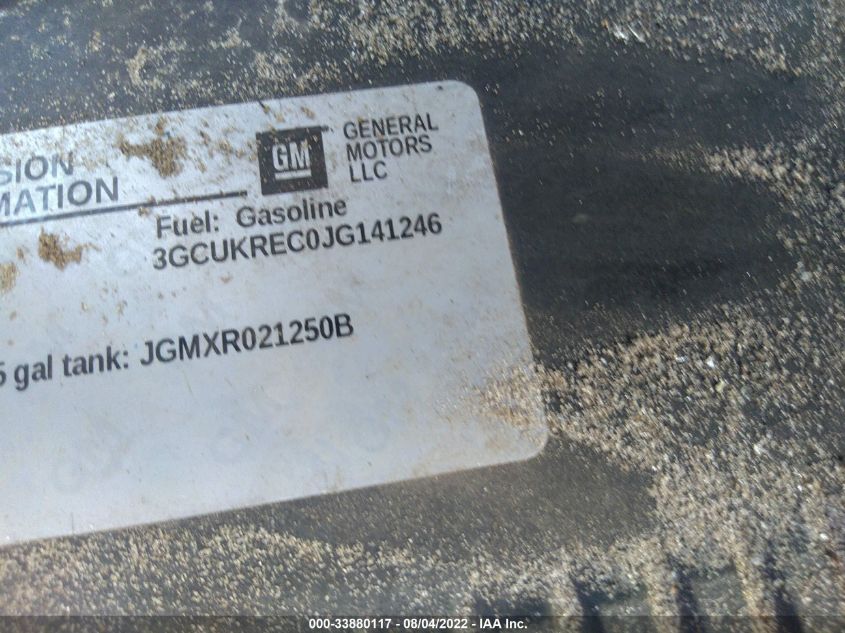 SION
MATION
GM
GENERAL
MOTORS
LLC
Fuel: Gasoline
3GCUKREC0JG141246
5 gal tank: JGMXR021250B
000-33880117 - 08/04/2022 - IAA Inc.